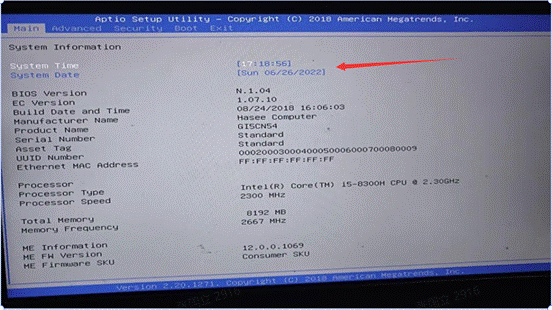 Aptio Setup Utility - Copyright (C) 2018 American Megatrends, Inc.
Main Advanced Security Boot Exit
System Information
System Time [17:18:56]
System Date [Sun 06/26/2022]
BIOS Version N.1.04
EC Version 1.07.10
Build Date and Time 08/24/2018 16:06:03
Manufacturer Name Hasee Computer
Product Name GI5CN54
Serial Number Standard
Asset Tag Standard
UUID Number 00020003000400050006000700080009
Ethernet MAC Address FF:FF:FF:FF:FF:FF
Processor Intel(R) Core(TM) i5-8300H CPU @ 2.30GHz
Processor Type 2300 MHz
Processor Speed
Total Memory 8192 MB
Memory Frequency 2667 MHz
ME Information
ME FW Version 12.0.0.1069
ME Firmware SKU Consumer SKU
Version 2.20.1271. Copyright (C) 2018 American Megatrends, Inc.
2916
2916